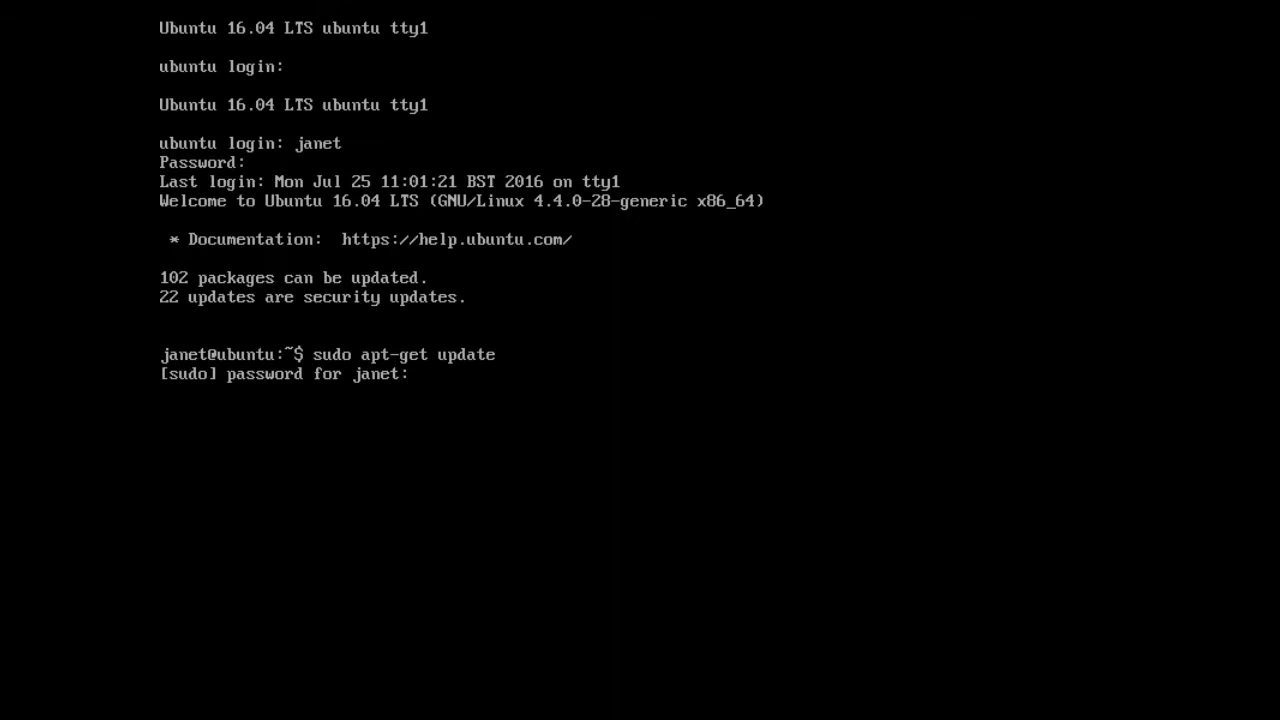 Ubuntu 16.04 LTS ubuntu tty1
ubuntu login:
Ubuntu 16.04 LTS ubuntu tty1
ubuntu login: janet
Password:
Last login: Mon Jul 25 11:01:21 BST 2016 on tty1
Welcome to Ubuntu 16.04 LTS (GNU/Linux 4.4.0-28-generic x86_64)
* Documentation:  https://help.ubuntu.com/
102 packages can be updated.
22 updates are security updates.
janet@ubuntu:~$ sudo apt-get update
[sudo] password for janet: